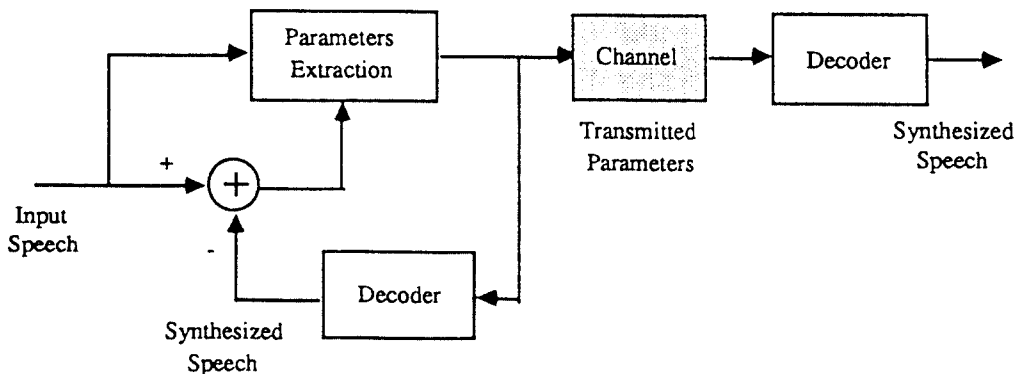 Parameters
Extraction
Channel
Decoder
Transmitted
Parameters
Synthesized
Speech
+
+
Input
Speech
-
Decoder
Synthesized
Speech